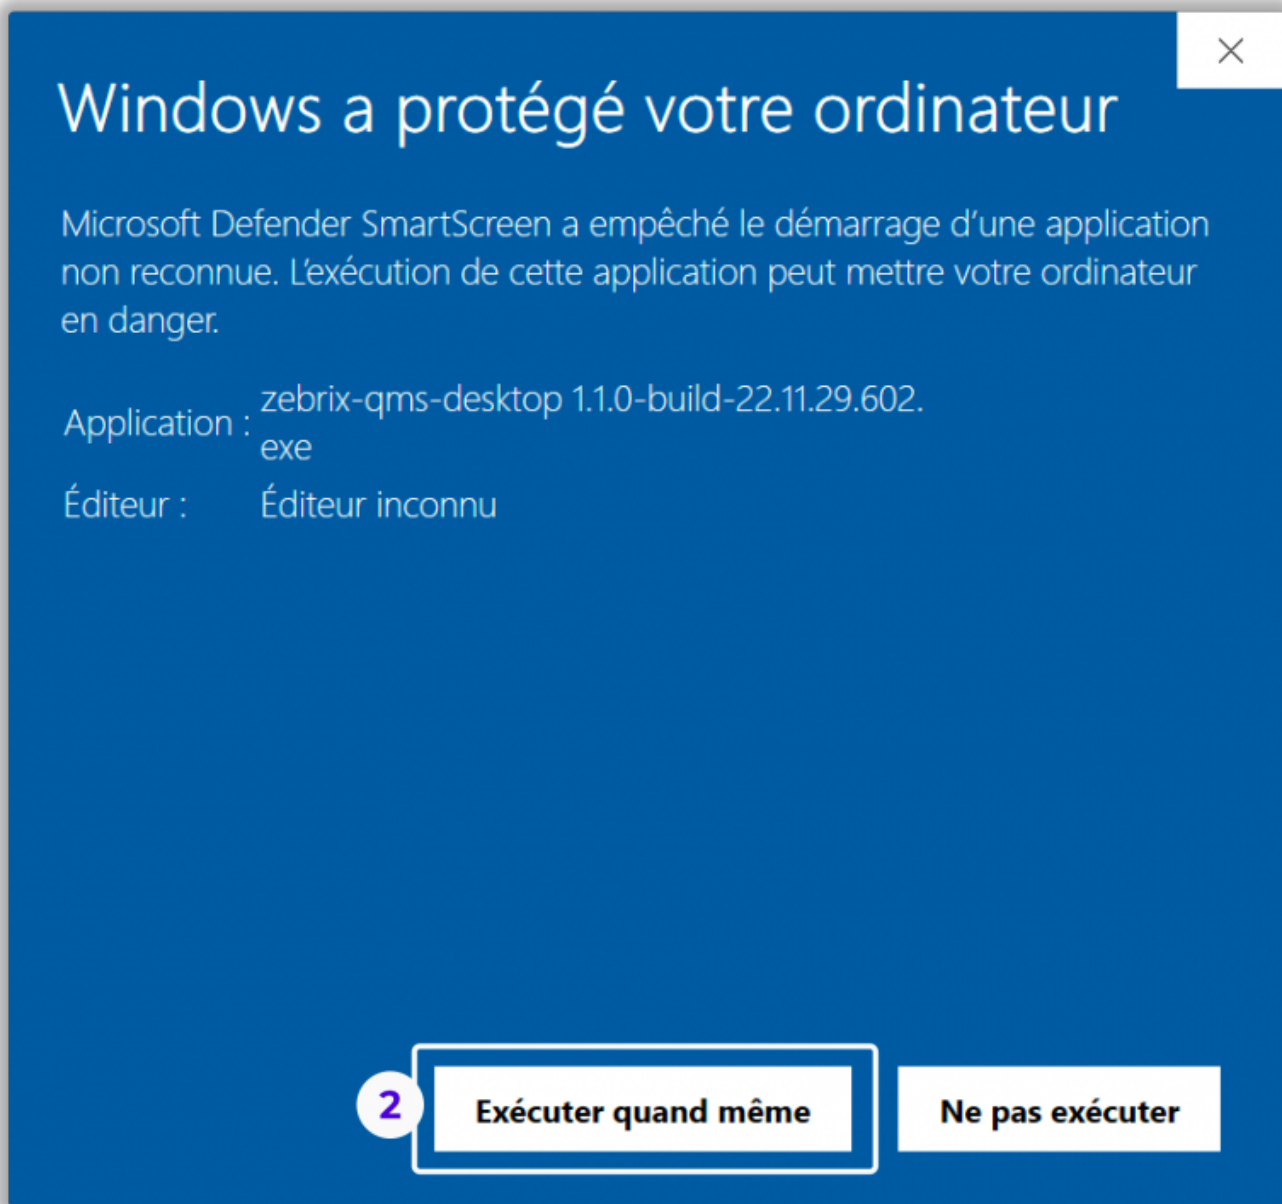 Windows a protégé votre ordinateur
Microsoft Defender SmartScreen a empêché le démarrage d’une application
non reconnue. L’exécution de cette application peut mettre votre ordinateur
en danger.
Application : zebrix-qms-desktop 1.1.0-build-22.11.29.602.
exe
Éditeur : Éditeur inconnu
2 Exécuter quand même Ne pas exécuter